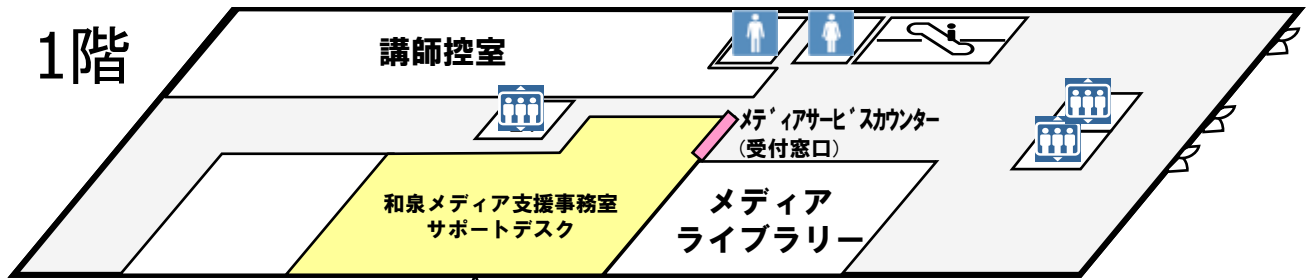 1階
講師控室
メディアサービスカウンター
(受付窓口)
和泉メディア支援事務室
サポートデスク
メディア
ライブラリー